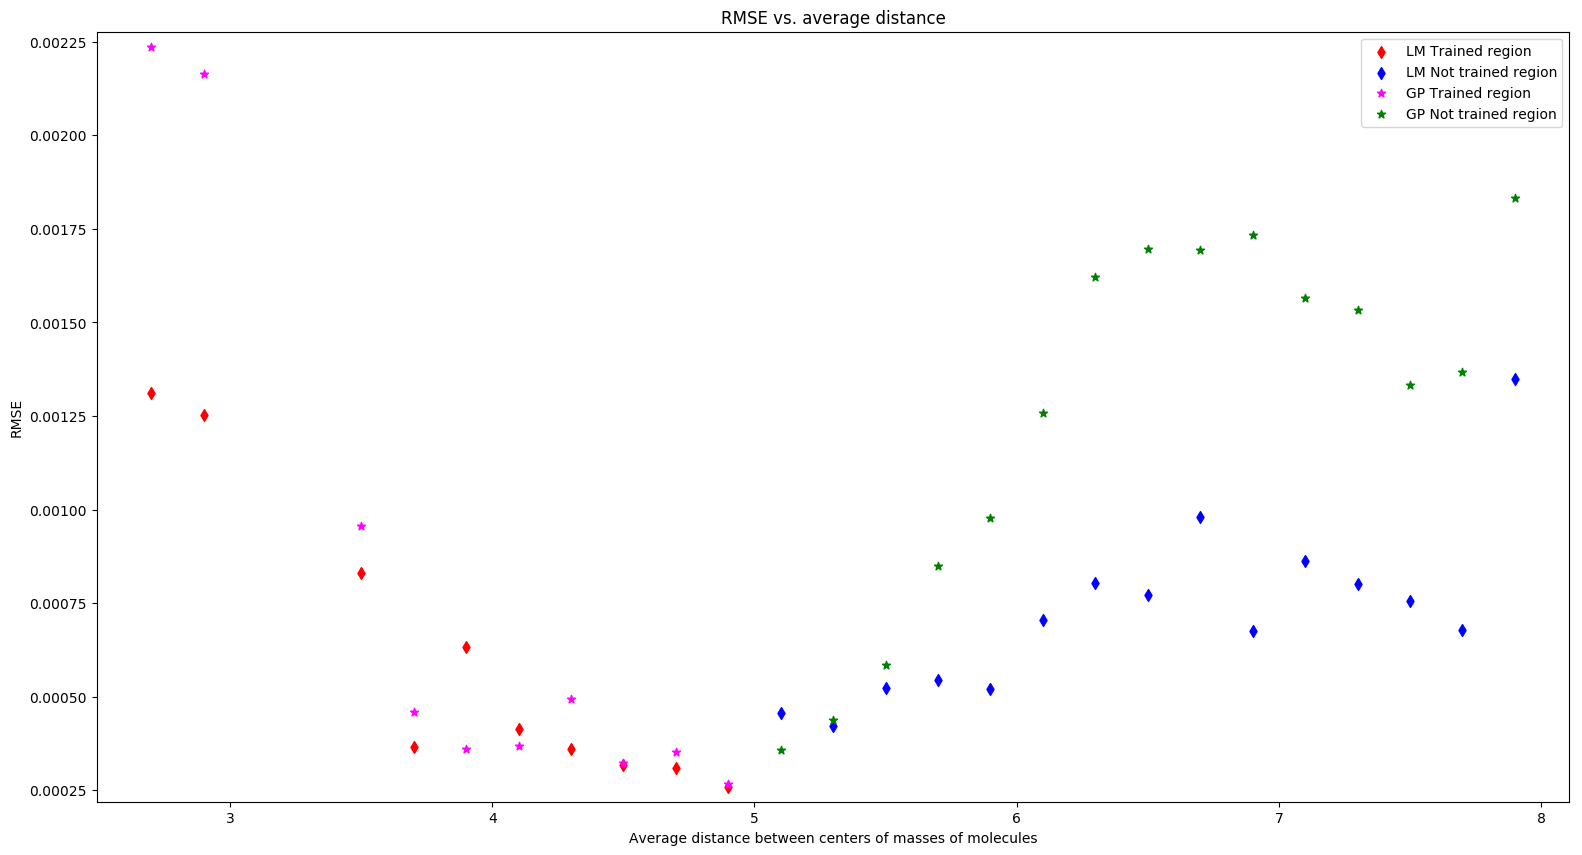 RMSE vs. average distance
LM Trained region
LM Not trained region
GP Trained region
GP Not trained region
0.00225
0.00200
0.00175
0.00150
0.00125
0.00100
0.00075
0.00050
0.00025
RMSE
3 4 5 6 7 8
Average distance between centers of masses of molecules